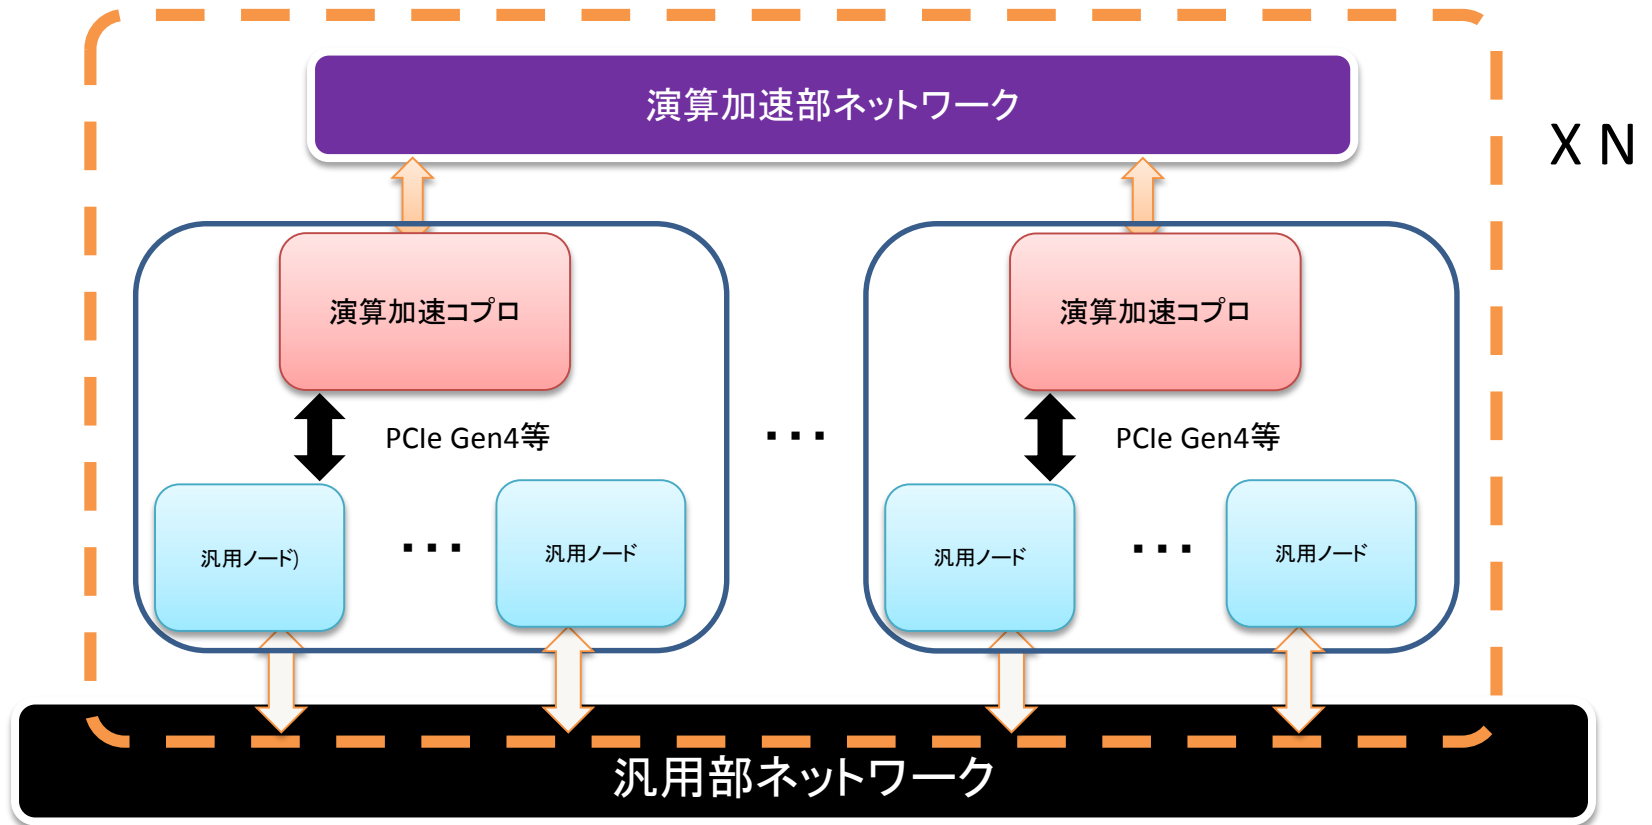 演算加速部ネットワーク
X N
演算加速コプロ
演算加速コプロ
PCIe Gen4等
...
PCIe Gen4等
汎用ノード)
...
汎用ノード
汎用ノード
...
汎用ノード
汎用部ネットワーク